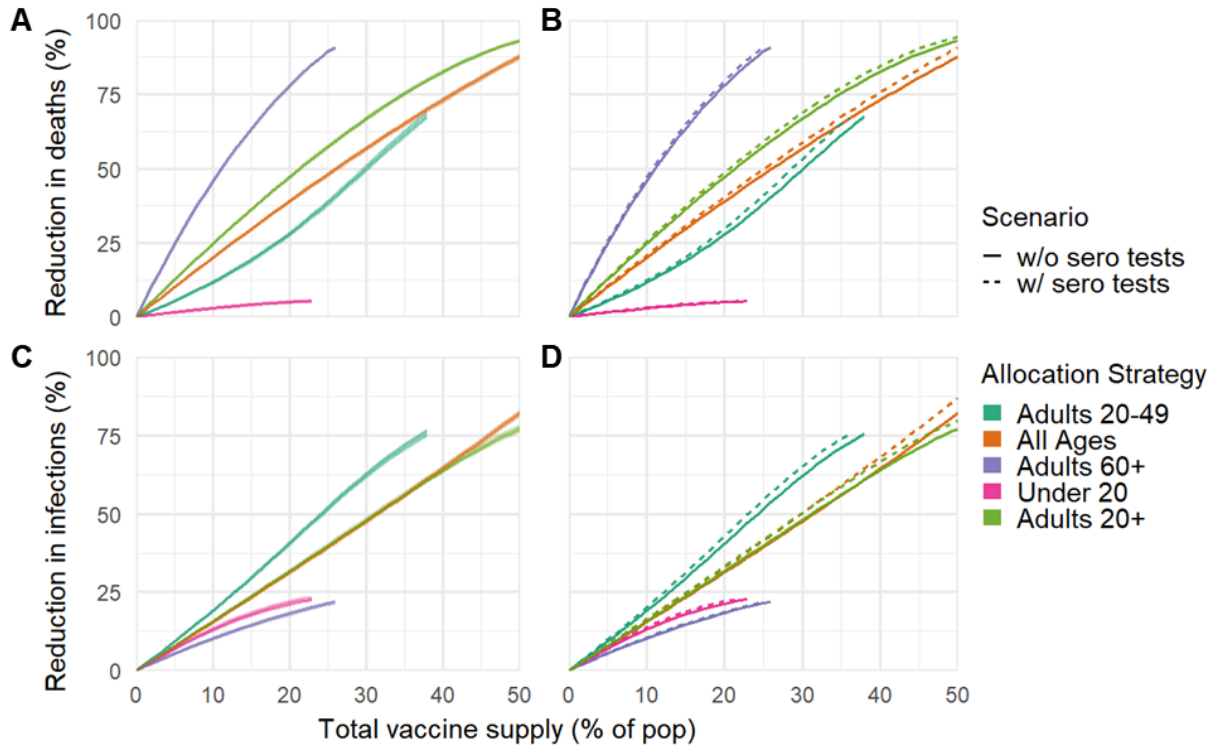 A
B
Reduction in deaths (%)
100
75
50
25
0
Scenario
w/o sero tests
w/ sero tests
C
D
Reduction in infections (%)
100
75
50
25
0
0 10 20 30 40 50
0 10 20 30 40 50
Total vaccine supply (% of pop)
Allocation Strategy
Adults 20-49
All Ages
Adults 60+
Under 20
Adults 20+